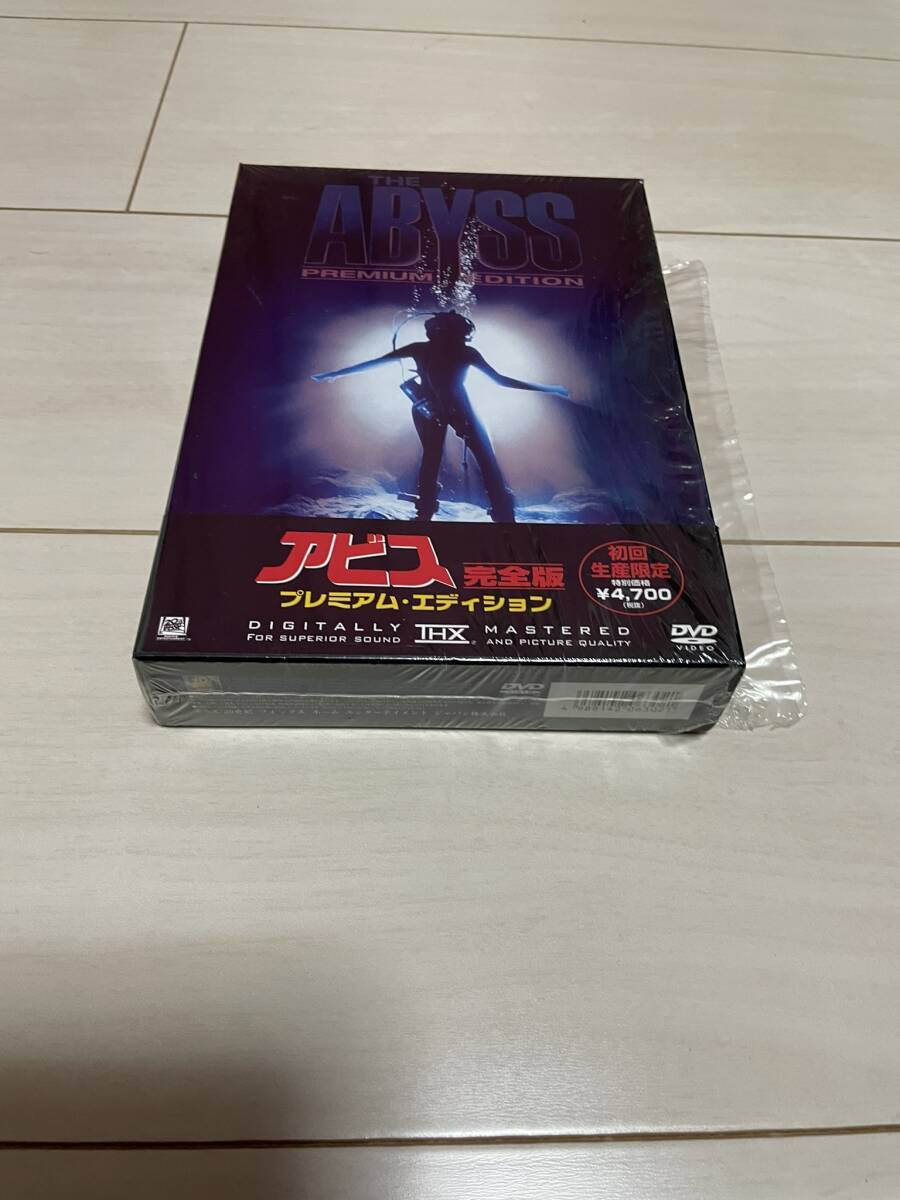 THE
ABYSS
PREMIUM EDITION
アビス 完全版
プレミアム・エディション
初回
生産限定
特別価格
¥4,700
(税抜)
DIGITALLY THX MASTERED
FOR SUPERIOR SOUND AND PICTURE QUALITY
DVD
VIDEO
DVD